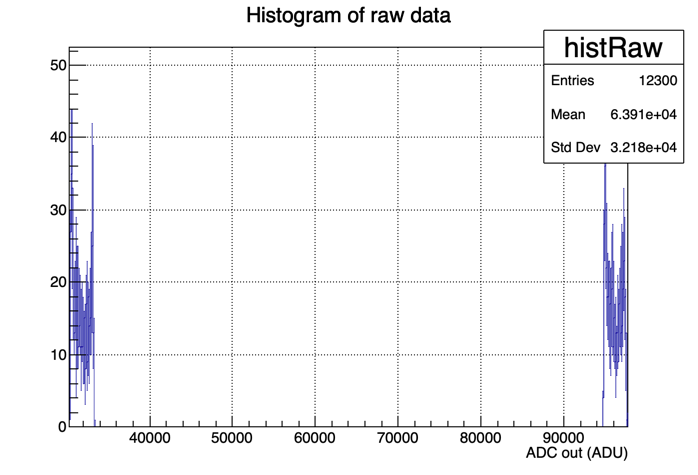 Histogram of raw data
histRaw
Entries 12300
Mean 6.391e+04
Std Dev 3.218e+04
50
40
30
20
10
0
40000 50000 60000 70000 80000 90000
ADC out (ADU)